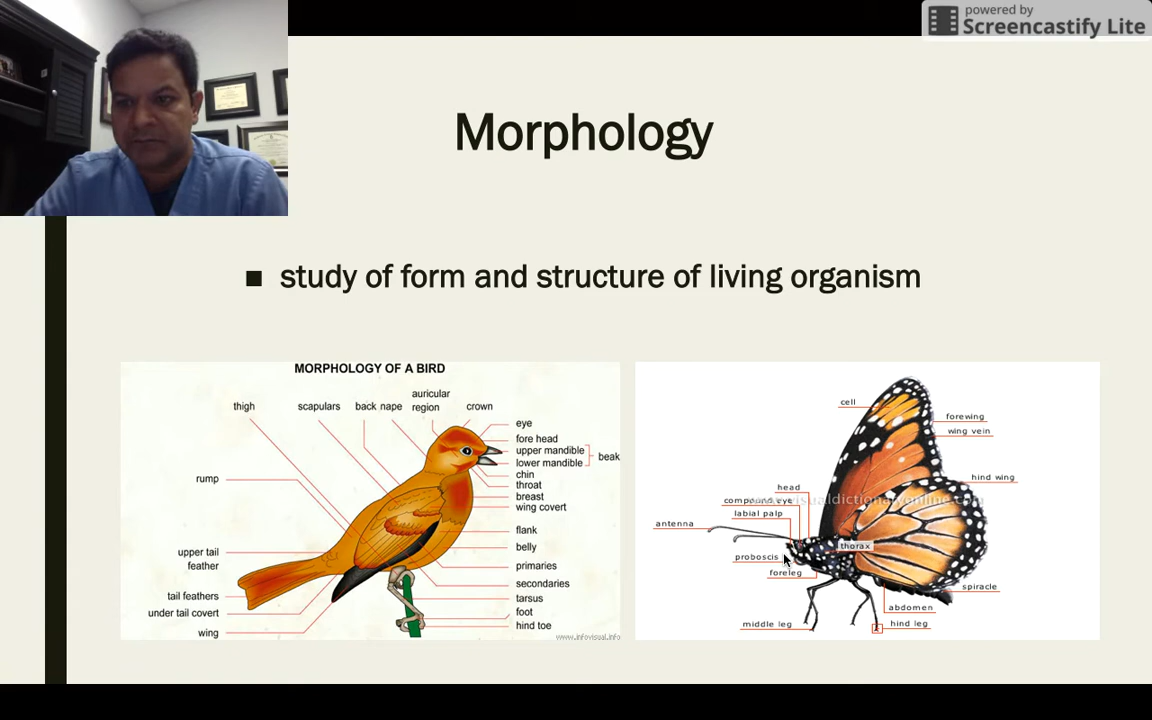 powered by
Screencastify Lite
Morphology
■ study of form and structure of living organism
MORPHOLOGY OF A BIRD
auricular
region
thigh
scapulars
back
nape
crown
eye
fore head
upper mandible
lower mandible
beak
chin
throat
breast
wing covert
flank
belly
primaries
secondaries
tarsus
foot
hind toe
rump
upper tail
feather
tail feathers
under tail covert
wing
www.infovisual.info
cell
forewing
wing vein
hind wing
head
compound eye
labial palp
antenna
thorax
proboscis
foreleg
spiracle
abdomen
middle leg
hind leg